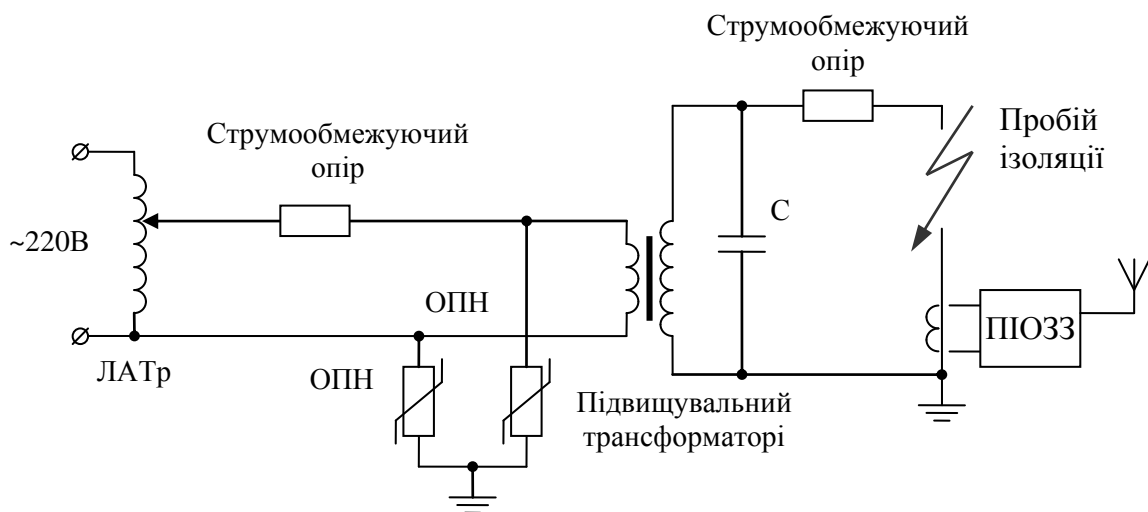 Струмообмежуючий
опір
Струмообмежуючий
опір
Пробій
ізоляції
С
~220В
ОПН
ПІОЗЗ
ЛАТр
ОПН
Підвищувальний
трансформаторі